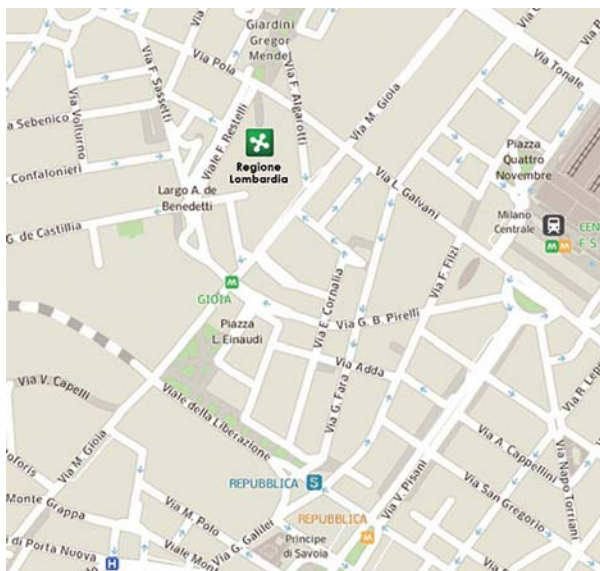 Giardini
Gregor
Mendel
Via Pola
Via F. Sassetti
Via F. Algarotti
Via M. Gioia
Via Tonale
Via Volturno
a Sebenico
Viale F. Restelli
Regione
Lombardia
Confalonieri
Piazza
Quattro
Novembre
Largo A. de
Benedetti
Via L. Galvani
Milano
Centrale
CEN
F S
M M
G. de Castillia
Via F. Filzi
M
GIOIA
Via E. Cornalia
Piazza
L. Einaudi
Via G. B. Pirelli
Via Adda
Via G. Fara
Via V. Capelli
Viale della Liberazione
Via R. Lepe
Via M. Gioia
Via A. Cappellini
Via Napo Torriani
oforis
REPUBBLICA S
Via V. Pisani
Via San Gregorio
Monte Grappa
Via M. Polo
REPUBBLICA
M
Via G. Galilei
i di Porta Nuova
H
Viale Mont
Principe
di Savoia